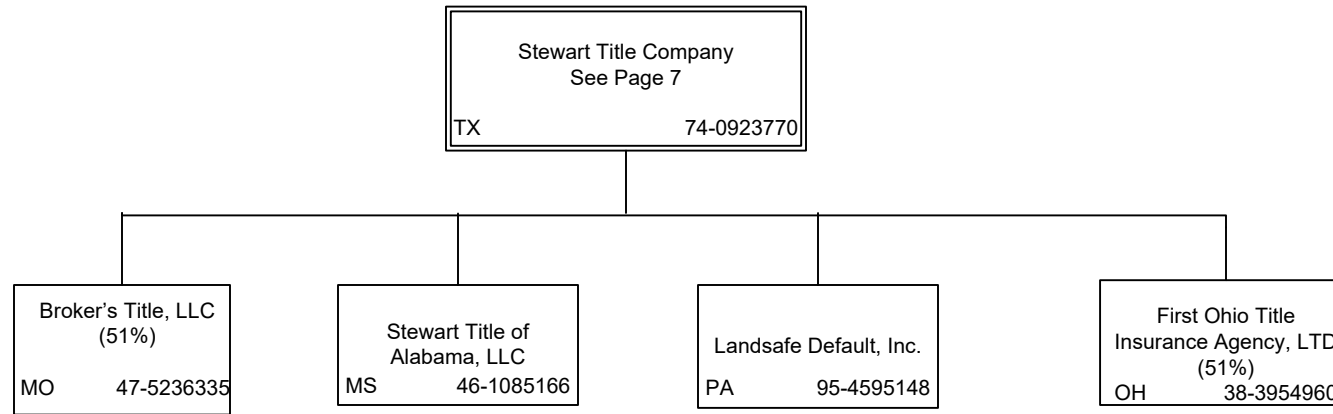 Stewart Title Company
See Page 7
TX 74-0923770
Broker’s Title, LLC
(51%)
MO 47-5236335
Stewart Title of
Alabama, LLC
MS 46-1085166
Landsafe Default, Inc.
PA 95-4595148
First Ohio Title
Insurance Agency, LTD
(51%)
OH 38-3954960